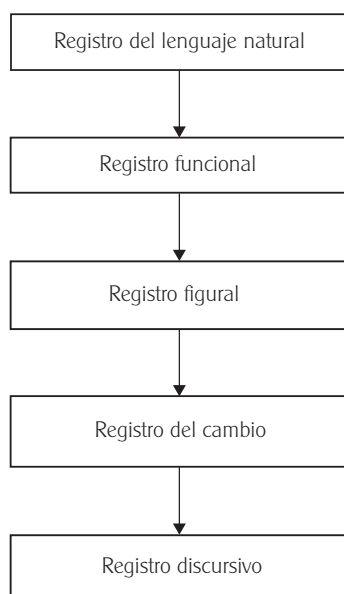 Registro del lenguaje natural
Registro funcional
Registro figural
Registro del cambio
Registro discursivo